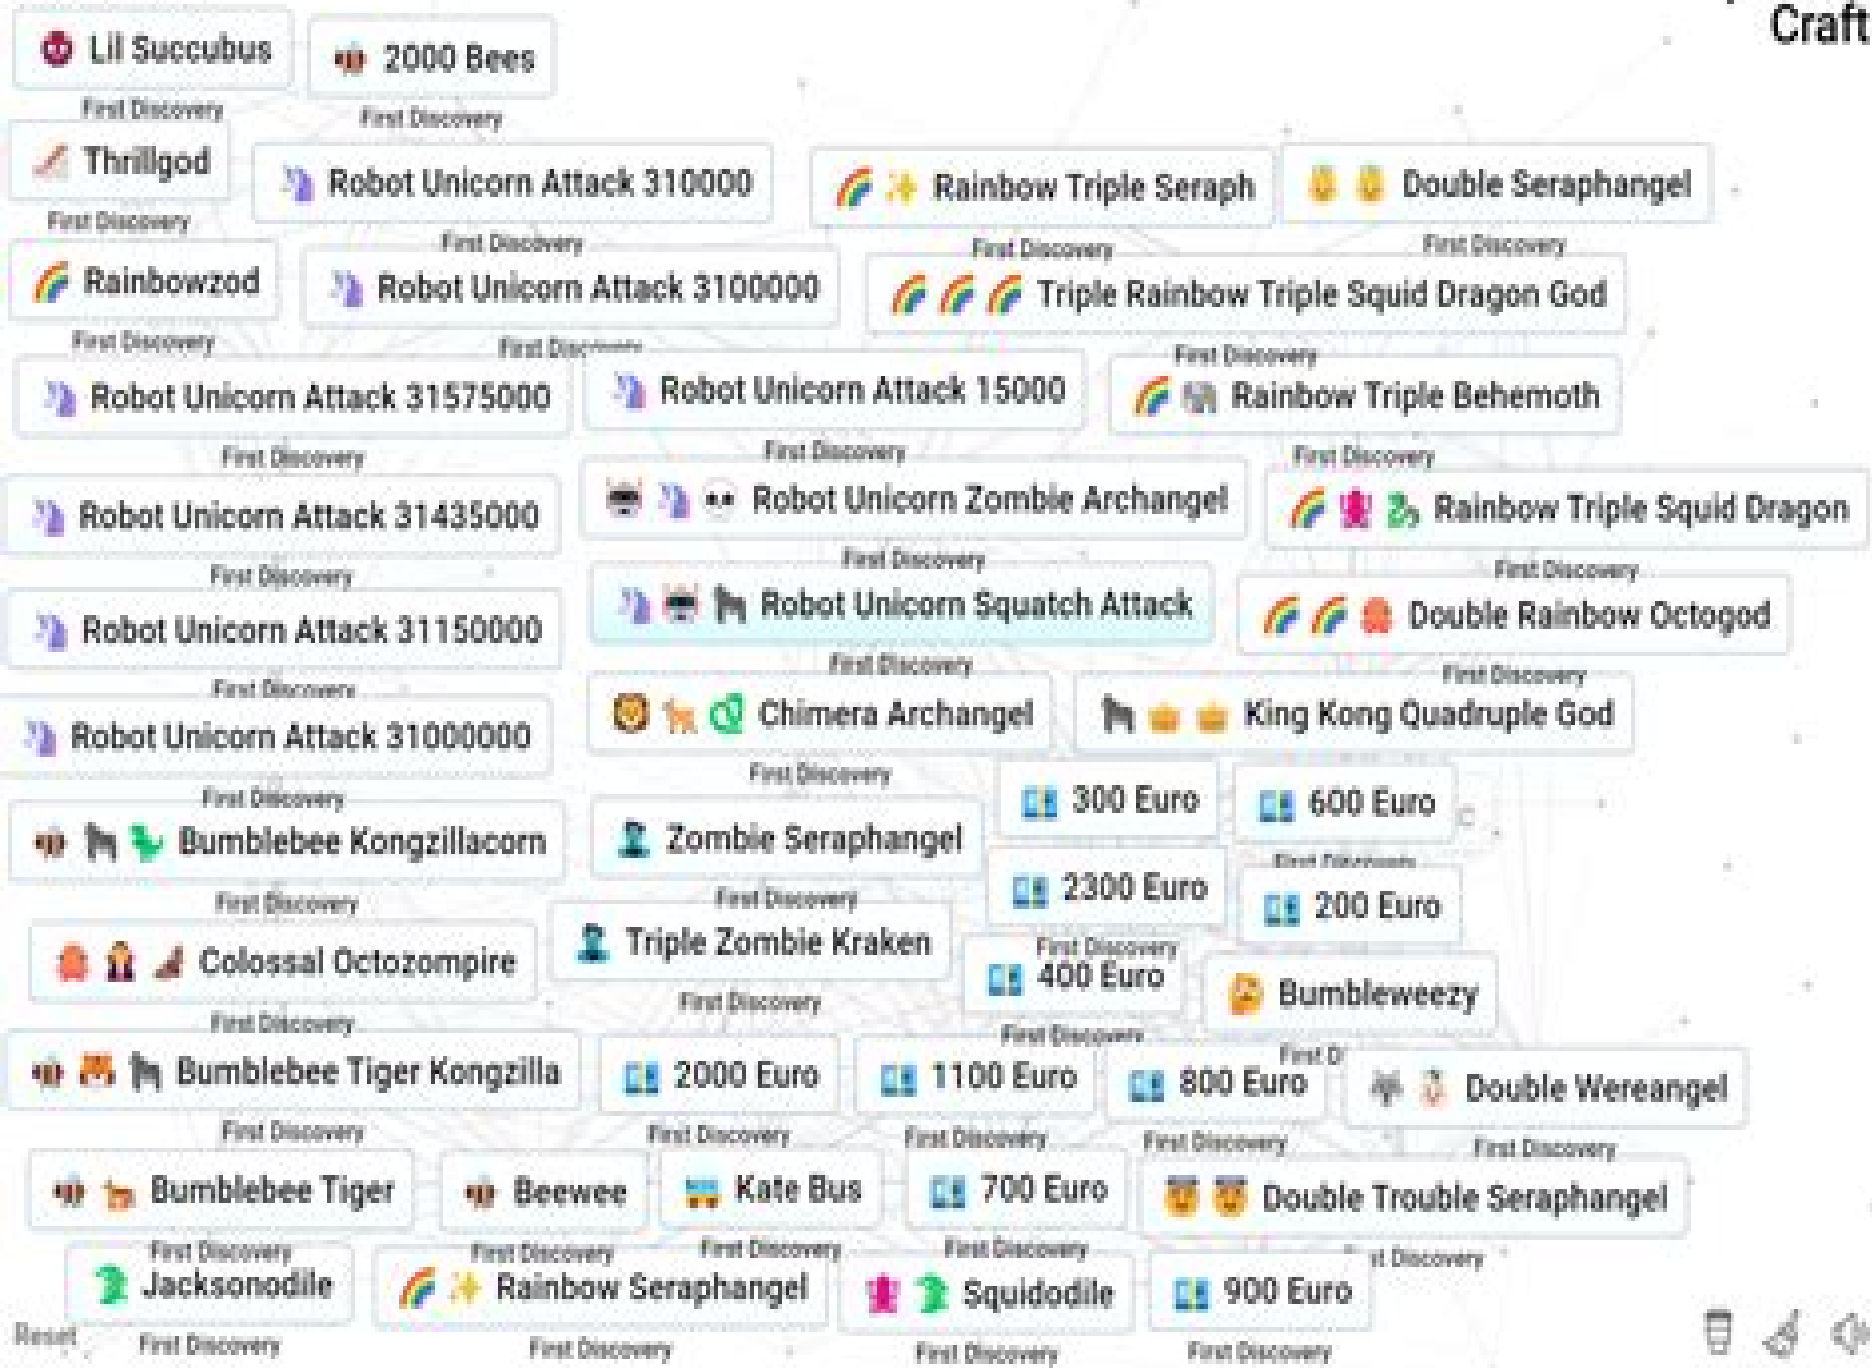 Craft
Lil Succubus
2000 Bees
First Discovery
First Discovery
Thrillgod
Robot Unicorn Attack 310000
Rainbow Triple Seraph
Double Seraphangel
First Discovery
First Discovery
First Discovery
First Discovery
Rainbowzod
Robot Unicorn Attack 3100000
Triple Rainbow Triple Squid Dragon God
First Discovery
First Discovery
First Discovery
Robot Unicorn Attack 31575000
Robot Unicorn Attack 15000
Rainbow Triple Behemoth
First Discovery
First Discovery
First Discovery
Robot Unicorn Attack 31435000
Robot Unicorn Zombie Archangel
Rainbow Triple Squid Dragon
First Discovery
First Discovery
First Discovery
Robot Unicorn Attack 31150000
Robot Unicorn Squatch Attack
Double Rainbow Octogod
First Discovery
First Discovery
First Discovery
Robot Unicorn Attack 31000000
Chimera Archangel
King Kong Quadruple God
First Discovery
First Discovery
300 Euro
600 Euro
Bumblebee Kongzillacorn
Zombie Seraphangel
First Discovery
2300 Euro
200 Euro
First Discovery
First Discovery
First Discovery
Colossal Octozompire
Triple Zombie Kraken
400 Euro
Bumbleweezy
First Discovery
First Discovery
First Discovery
Bumblebee Tiger Kongzilla
2000 Euro
1100 Euro
800 Euro
First D
Double Wereangel
First Discovery
First Discovery
First Discovery
First Discovery
First Discovery
Bumblebee Tiger
Beewee
Kate Bus
700 Euro
Double Trouble Seraphangel
First Discovery
First Discovery
First Discovery
First Discovery
st Discovery
Jacksonodile
Rainbow Seraphangel
Squidodile
900 Euro
Reset
First Discovery
First Discovery
First Discovery
First Discovery